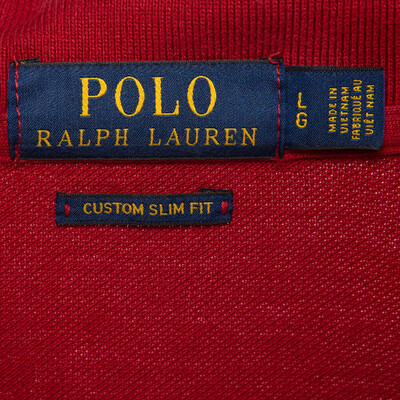 POLO
RALPH LAUREN
L
G
MADE IN
VIETNAM
FABRIQUÉ AU
VIÊT NAM
CUSTOM SLIM FIT